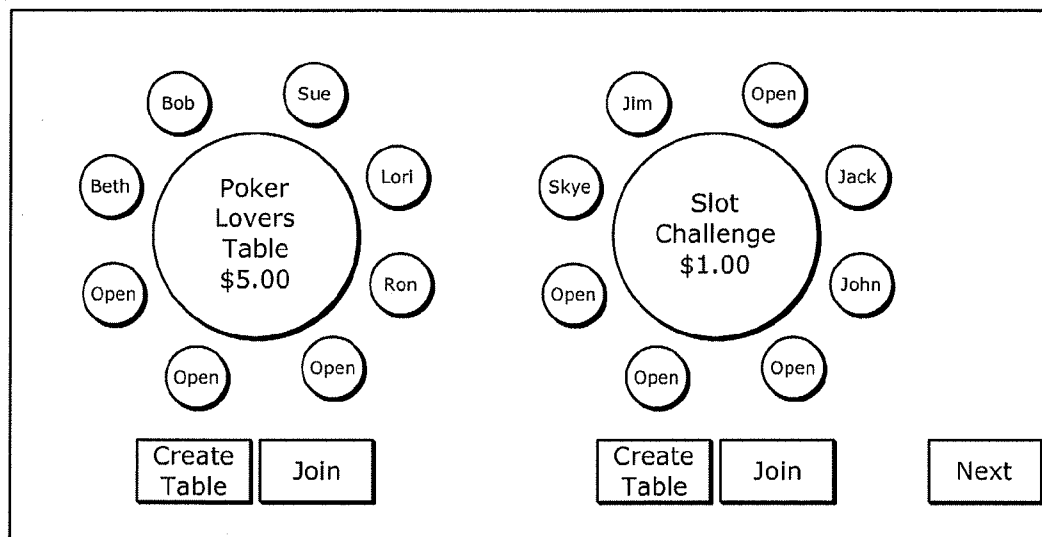 Bob
Sue
Beth
Lori
Poker
Lovers
Table
$5.00
Open
Ron
Open
Open
Create
Table
Join
Jim
Open
Skye
Jack
Slot
Challenge
$1.00
Open
John
Open
Open
Create
Table
Join
Next